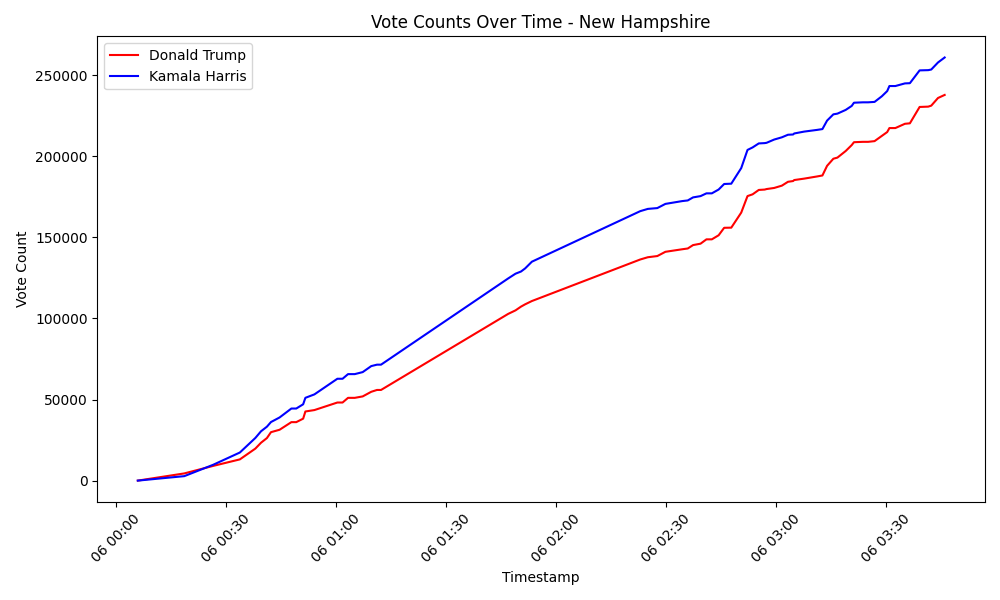 Vote Counts Over Time - New Hampshire
Donald Trump
Kamala Harris
Vote Count
250000
200000
150000
100000
50000
0
06 00:00
06 00:30
06 01:00
06 01:30
06 02:00
06 02:30
06 03:00
06 03:30
Timestamp